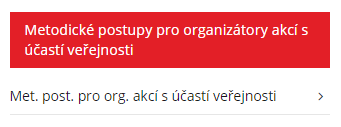 Metodické postupy pro organizátory akcí s
účastí veřejnosti
Met. post. pro org. akcí s účastí veřejnosti